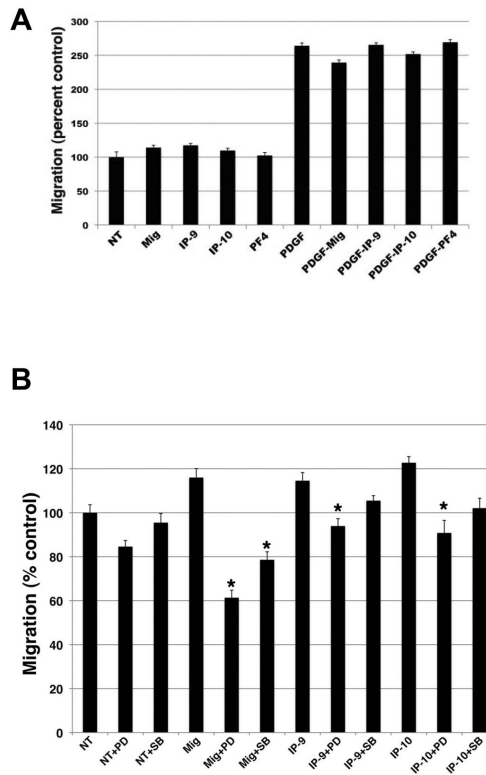 A
Migration (percent control)
300
250
200
150
100
50
0
NT
Mig
IP-9
IP-10
PF4
PDGF
PDGF-Mig
PDGF-IP-9
PDGF-IP-10
PDGF-PF4
B
Migration (% control)
140
120
100
80
60
40
20
0
*
*
*
*
NT
NT+PD
NT+SB
Mig
Mig+PD
Mig+SB
IP-9
IP-9+PD
IP-9+SB
IP-10
IP-10+PD
IP-10+SB